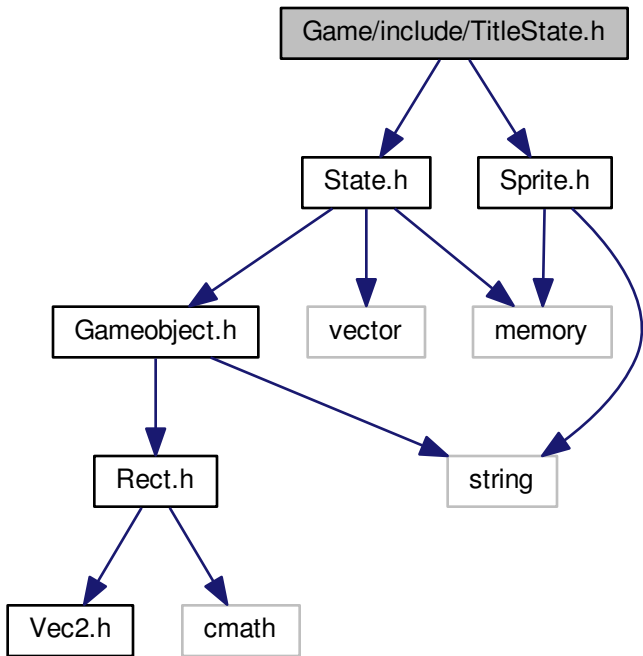 Game/include/TitleState.h
State.h
Sprite.h
Gameobject.h
vector
memory
Rect.h
string
Vec2.h
cmath